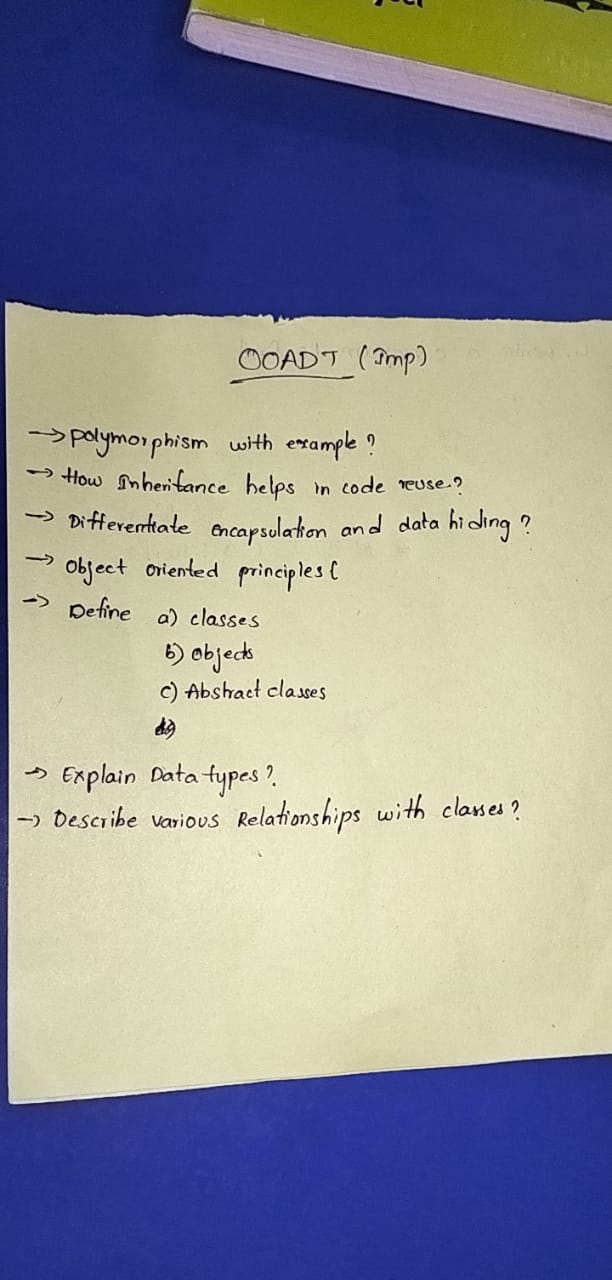 OOADT (Imp)
→ Polymorphism with example?
→ How Inheritance helps in code reuse?
→ Differentiate encapsulation and data hiding?
→ Object oriented principles (
→ Define a) classes
b) objects
c) Abstract classes
→ Explain Data types?
→ Describe various Relationships with classes?